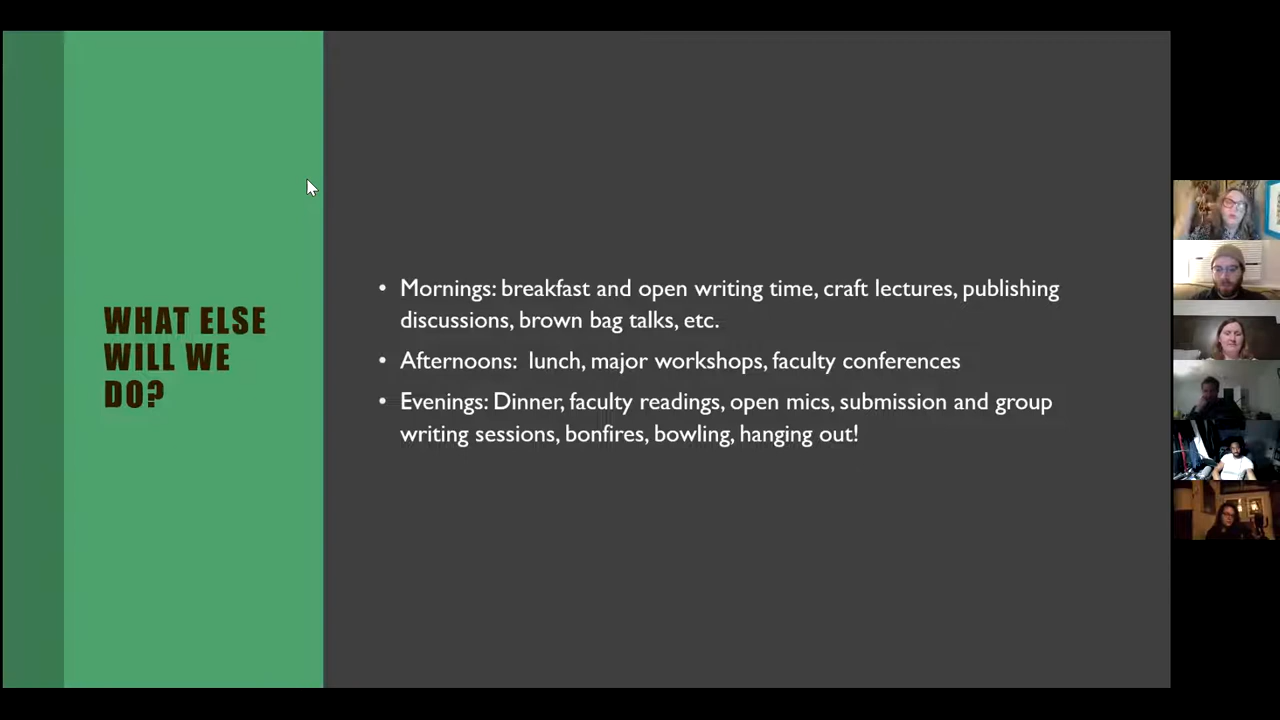 WHAT ELSE
WILL WE
DO?
• Mornings: breakfast and open writing time, craft lectures, publishing
discussions, brown bag talks, etc.
• Afternoons:  lunch, major workshops, faculty conferences
• Evenings: Dinner, faculty readings, open mics, submission and group
writing sessions, bonfires, bowling, hanging out!